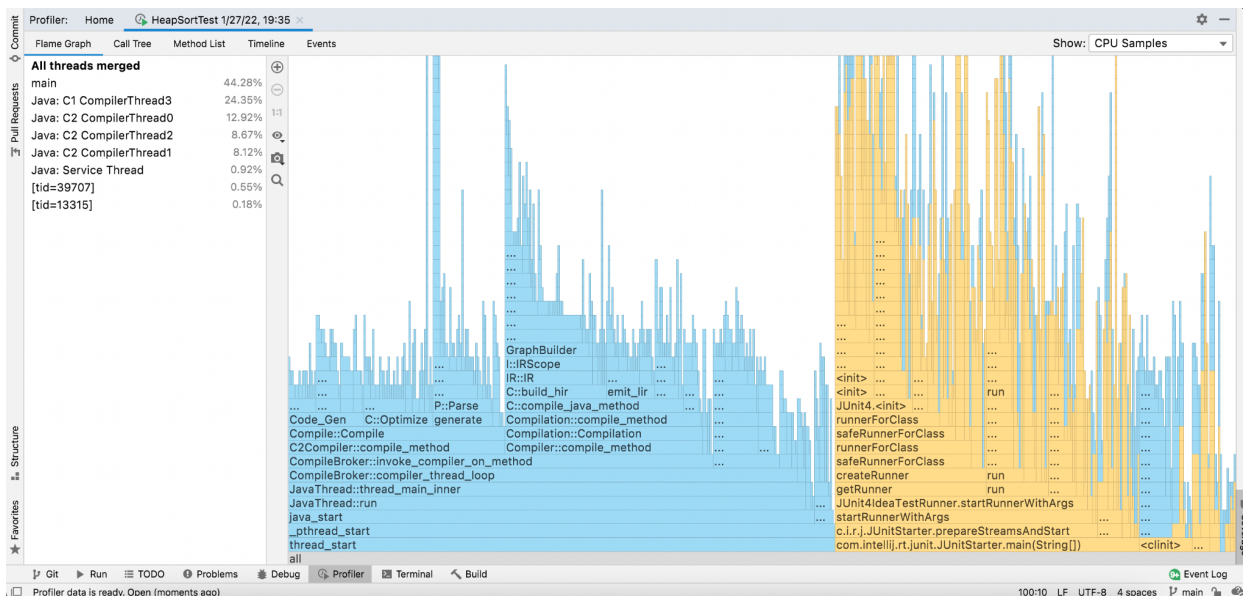 Profiler: Home HeapSortTest 1/27/22, 19:35
Commit
Pull Requests
Structure
Favorites
Flame Graph Call Tree Method List Timeline Events Show: CPU Samples
All threads merged
main 44.28%
Java: C1 CompilerThread3 24.35%
Java: C2 CompilerThread0 12.92%
Java: C2 CompilerThread2 8.67%
Java: C2 CompilerThread1 8.12%
Java: Service Thread 0.92%
[tid=39707] 0.55%
[tid=13315] 0.18%
1:1
...
...
...
...
...
... ... ...
... ... ...
GraphBuilder ... ... ...
... I::IRScope ... ... ...
... ... IR::IR ... ... <init> ... ... ...
... ... C::build_hir emit_lir ... ... <init> ... ... run ... ...
... ... ... P::Parse C::compile_java_method ... ... JUnit4.<init> ... ... ... ...
Code_Gen C::Optimize generate Compilation::compile_method ... runnerForClass ... ... ...
Compile::Compile Compilation::Compilation ... safeRunnerForClass ... ... ...
C2Compiler::compile_method Compiler::compile_method ... ... runnerForClass ... ... ...
CompileBroker::invoke_compiler_on_method ... safeRunnerForClass ... ... ...
CompileBroker::compiler_thread_loop createRunner run ... ...
JavaThread::thread_main_inner getRunner run ... ...
JavaThread::run ... JUnit4IdeaTestRunner.startRunnerWithArgs ...
java_start ... startRunnerWithArgs ... ...
_pthread_start c.i.r.j.JUnitStarter.prepareStreamsAndStart ... ...
thread_start com.intellij.rt.junit.JUnitStarter.main(String[]) <clinit> ...
all
Git Run TODO Problems Debug Profiler Terminal Build Event Log
Profiler data is ready. Open (moments ago) 100:10 LF UTF-8 4 spaces main